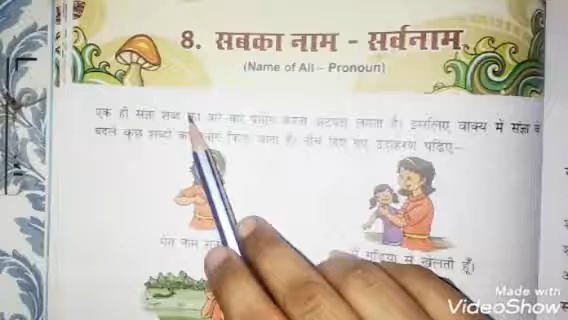 8. सबका नाम - सर्वनाम
(Name of All – Pronoun)
एक ही संज्ञा शब्द का बार-बार प्रयोग करना अटपटा लगता है। इसलिए वाक्य में संज्ञा के
बदले कुछ शब्दों का किया जाता है। नीचे दिए गए उदाहरण पढ़िए–
मेरा नाम
गुड़िया से खेलती हूँ।
Made with
VideoShow